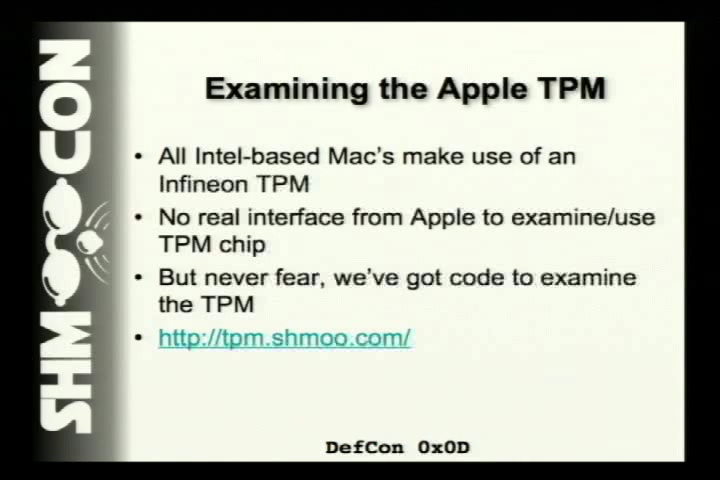 SHMOOCON
Examining the Apple TPM
• All Intel-based Mac's make use of an
Infineon TPM
• No real interface from Apple to examine/use
TPM chip
• But never fear, we've got code to examine
the TPM
• http://tpm.shmoo.com/
DefCon 0x0D